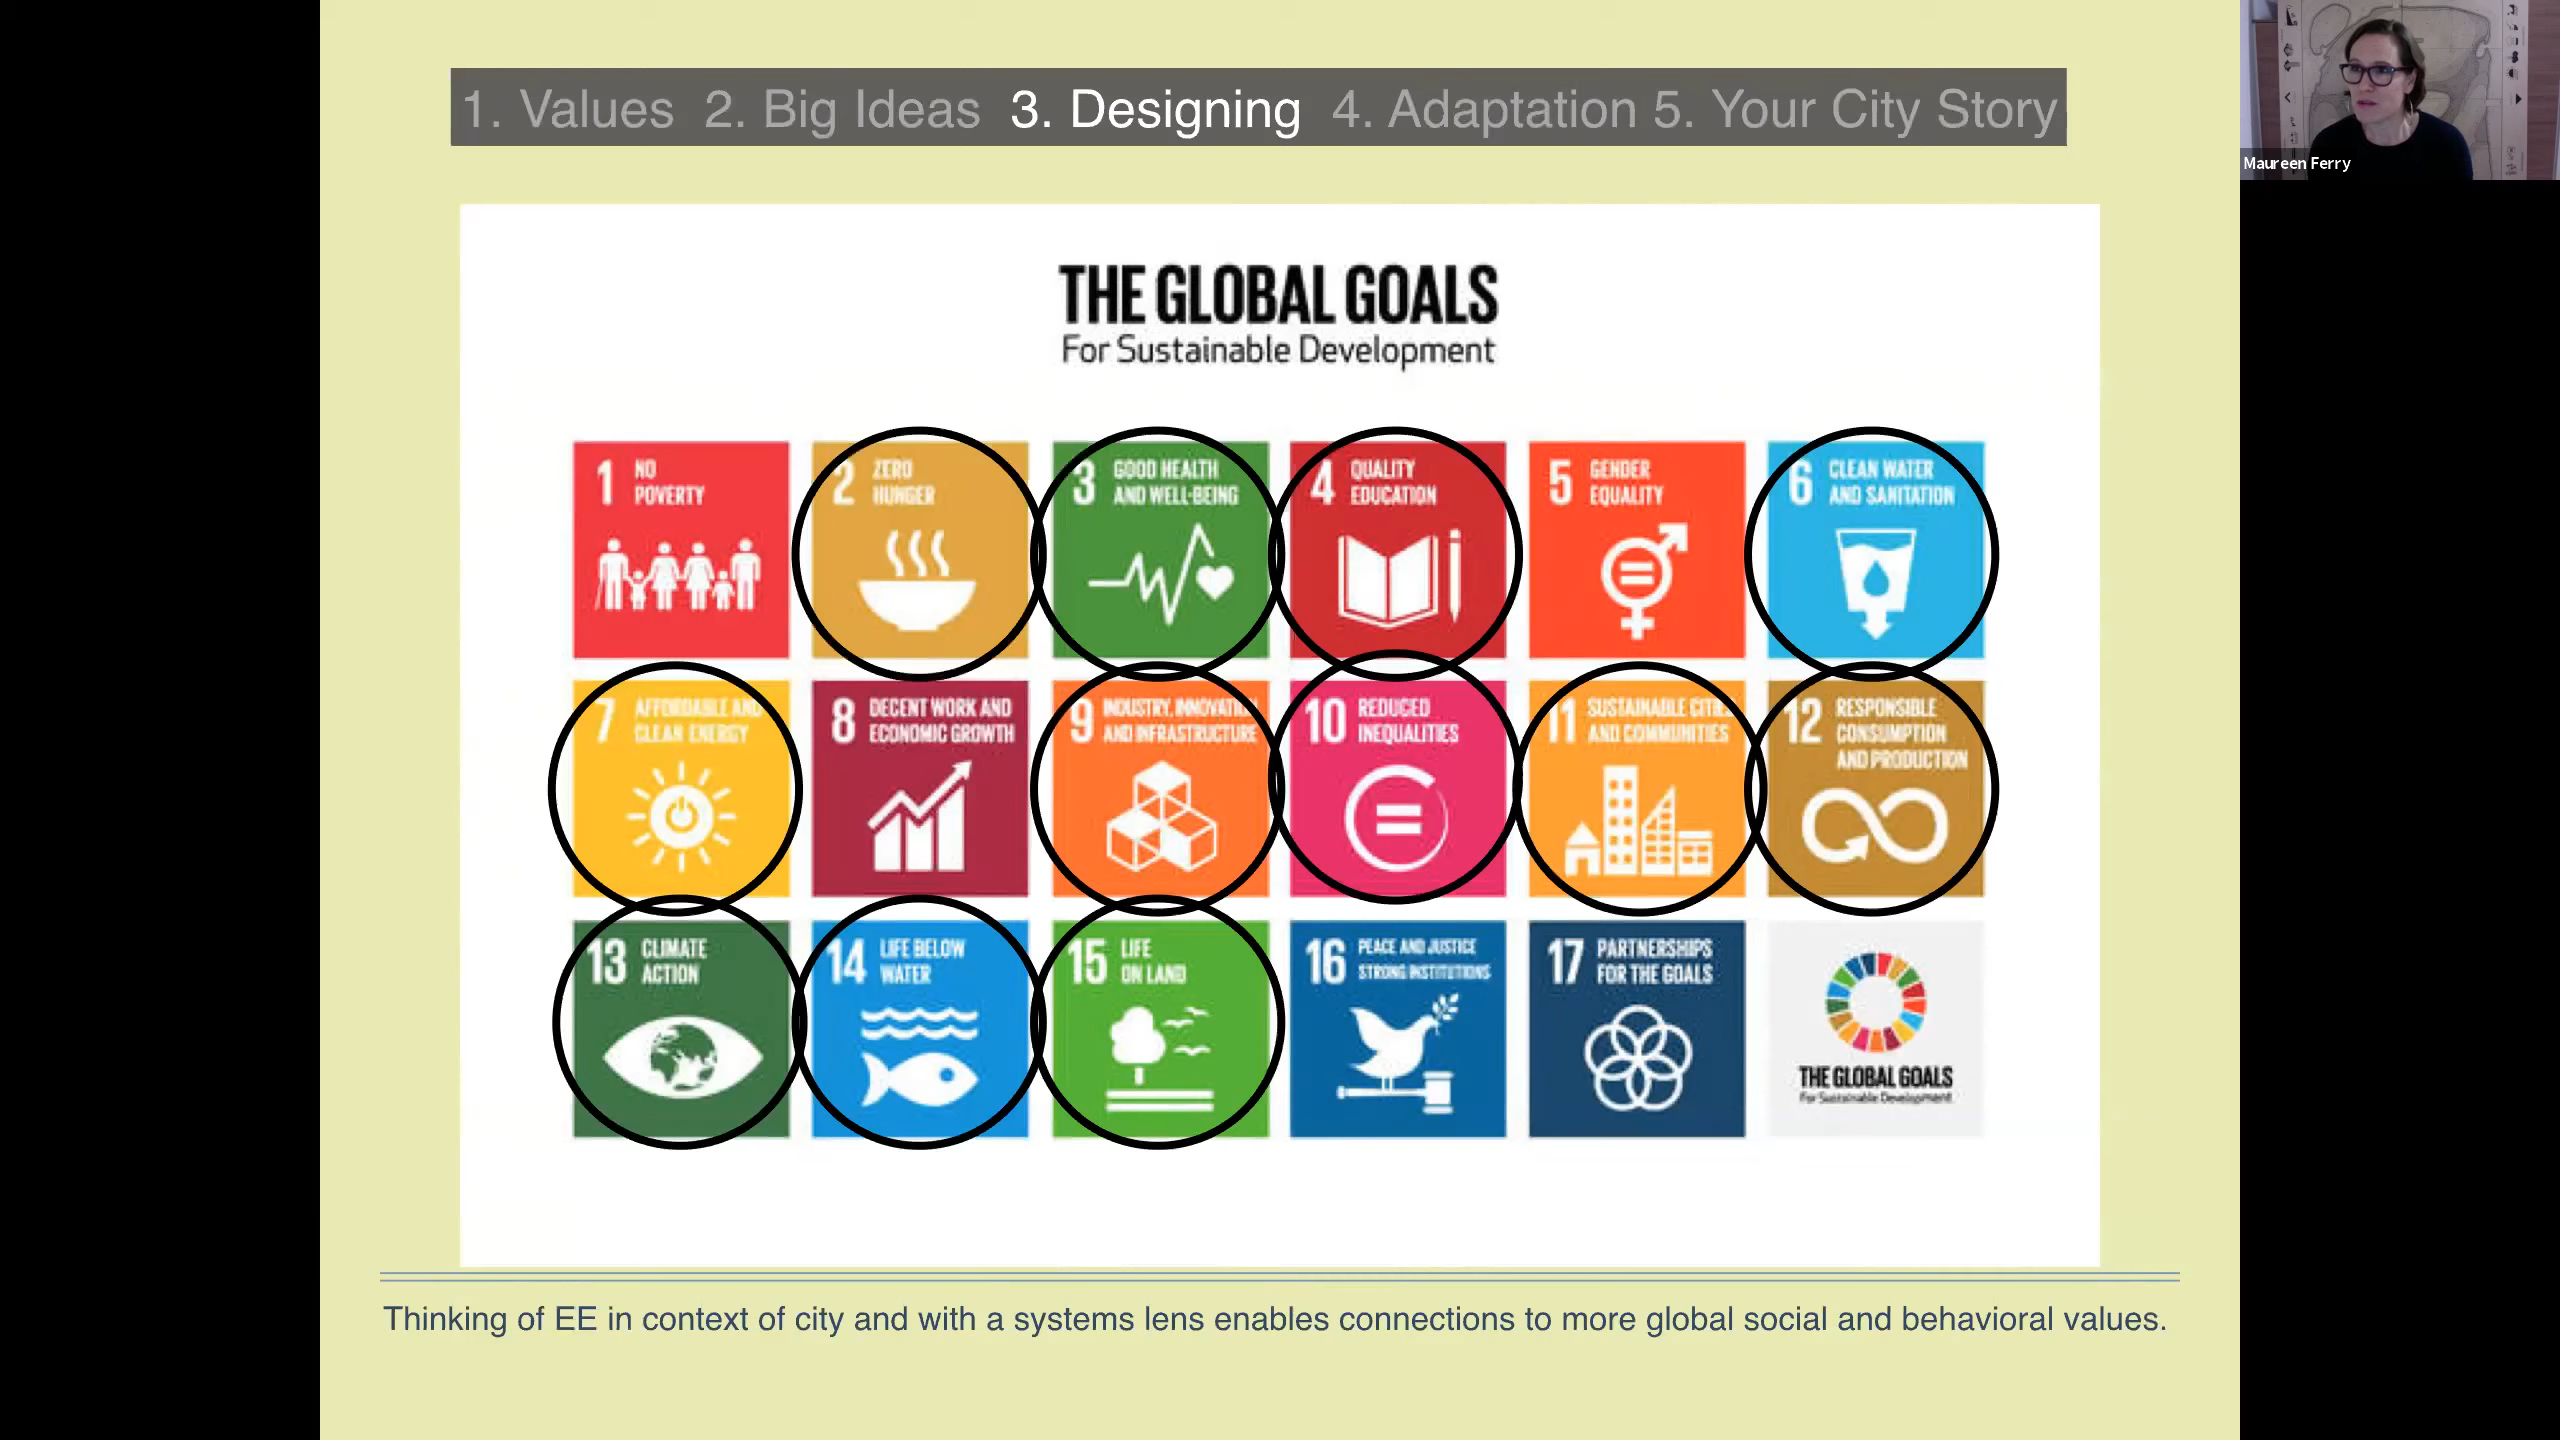 1. Values 2. Big Ideas 3. Designing 4. Adaptation 5. Your City Story
Maureen Ferry
THE GLOBAL GOALS
For Sustainable Development
1 NO
POVERTY
2 ZERO
HUNGER
3 GOOD HEALTH
AND WELL-BEING
4 QUALITY
EDUCATION
5 GENDER
EQUALITY
6 CLEAN WATER
AND SANITATION
7 AFFORDABLE AND
CLEAN ENERGY
8 DECENT WORK AND
ECONOMIC GROWTH
9 INDUSTRY, INNOVATION
AND INFRASTRUCTURE
10 REDUCED
INEQUALITIES
11 SUSTAINABLE CITIES
AND COMMUNITIES
12 RESPONSIBLE
CONSUMPTION
AND PRODUCTION
13 CLIMATE
ACTION
14 LIFE BELOW
WATER
15 LIFE
ON LAND
16 PEACE AND JUSTICE
STRONG INSTITUTIONS
17 PARTNERSHIPS
FOR THE GOALS
THE GLOBAL GOALS
For Sustainable Development
Thinking of EE in context of city and with a systems lens enables connections to more global social and behavioral values.